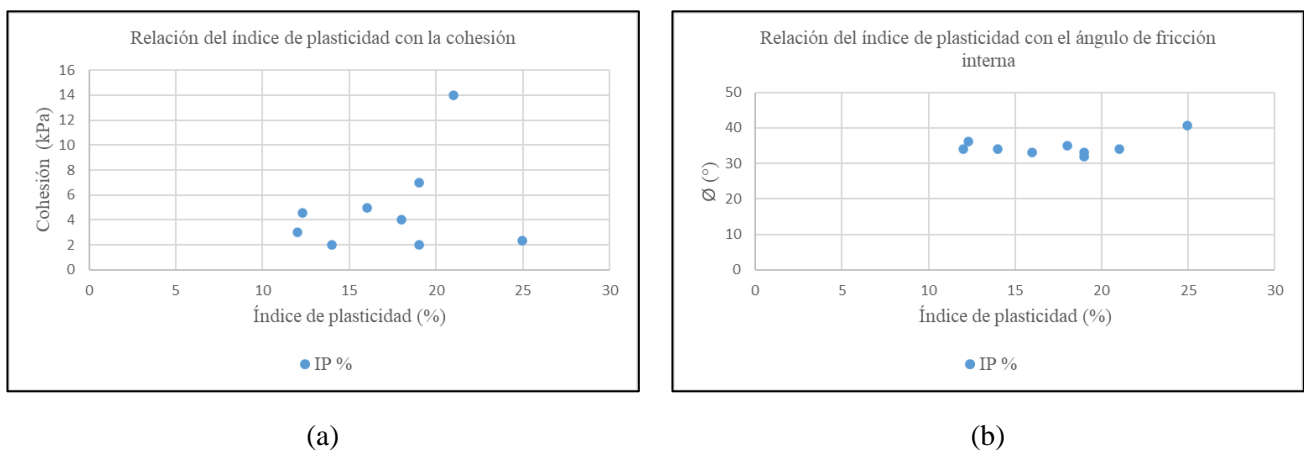 Relación del índice de plasticidad con la cohesión
16
14
12
10
8
6
4
2
0
Cohesión (kPa)
0 5 10 15 20 25 30
Índice de plasticidad (%)
IP %
(a)
Relación del índice de plasticidad con el ángulo de fricción
interna
50
40
30
20
10
0
Ø (°)
0 5 10 15 20 25 30
Índice de plasticidad (%)
IP %
(b)